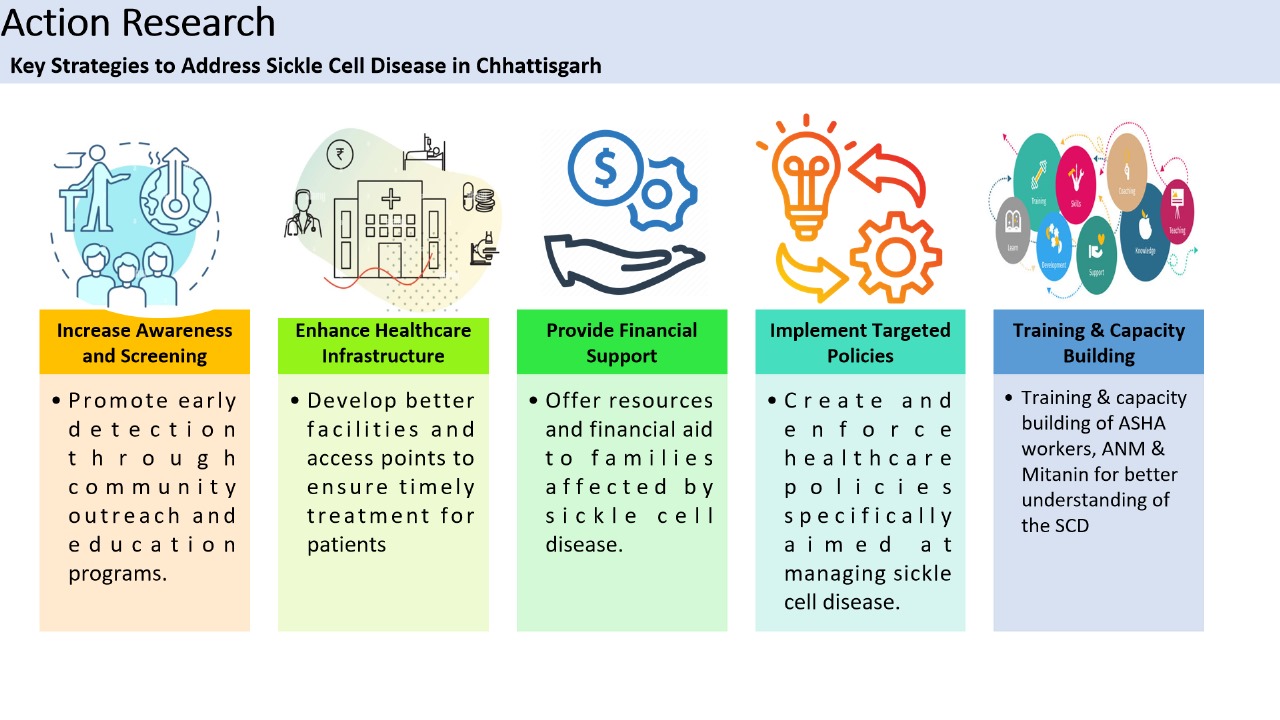 Action Research
Key Strategies to Address Sickle Cell Disease in Chhattisgarh
₹
$
Training
Skills
Coaching
Teaching
Learn
Development
Support
Knowledge
Increase Awareness
and Screening
• Promote early
detection
through
community
outreach and
education
programs.
Enhance Healthcare
Infrastructure
• Develop better
facilities and
access points to
ensure timely
treatment for
patients
Provide Financial
Support
• Offer resources
and financial aid
to families
affected by
sickle cell
disease.
Implement Targeted
Policies
• Create and
enforce
healthcare
policies
specifically
aimed at
managing sickle
cell disease.
Training & Capacity
Building
• Training & capacity
building of ASHA
workers, ANM &
Mitanin for better
understanding of
the SCD